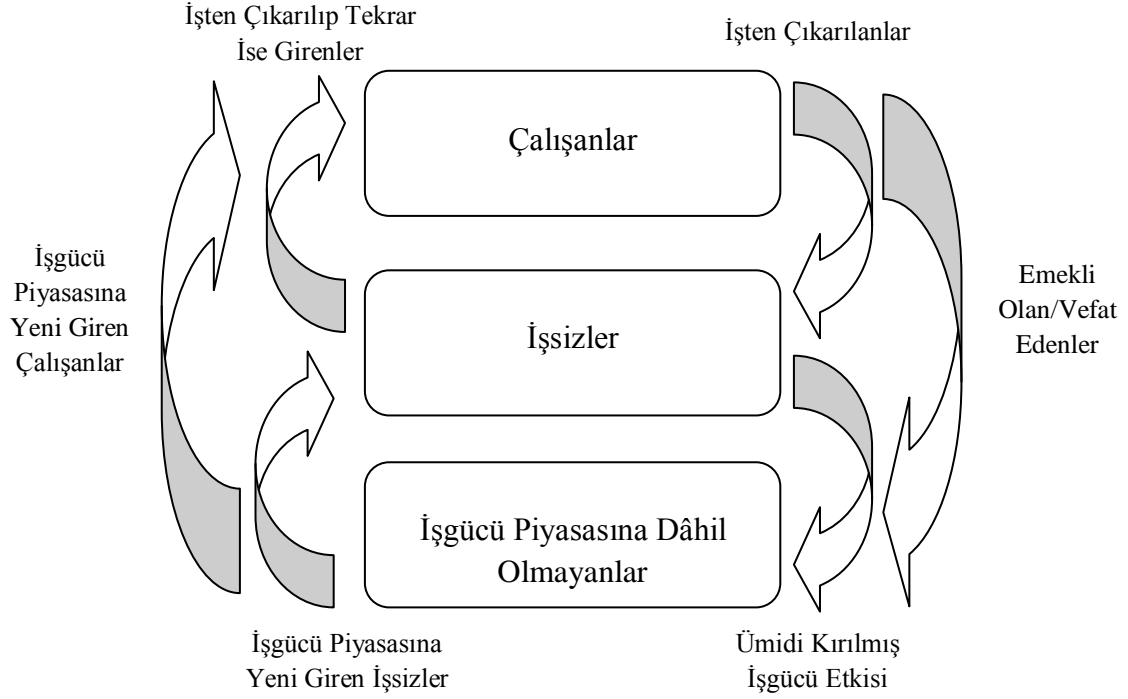 İşten Çıkarılıp Tekrar
İse Girenler
İşten Çıkarılanlar
Çalışanlar
İşgücü
Piyasasına
Yeni Giren
Çalışanlar
İşsizler
Emekli
Olan/Vefat
Edenler
İşgücü Piyasasına Dâhil
Olmayanlar
İşgücü Piyasasına
Yeni Giren İşsizler
Ümidi Kırılmış
İşgücü Etkisi